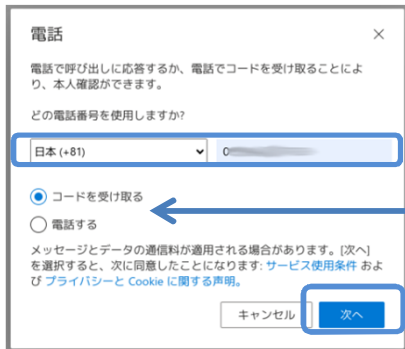 電話
電話で呼び出しに応答するか、電話でコードを受け取ることによ
り、本人確認ができます。
どの電話番号を使用しますか?
日本 (+81) 0
コードを受け取る
電話する
メッセージとデータの通信料が適用される場合があります。[次へ]
を選択すると、次に同意したことになります: サービス使用条件 およ
び プライバシーと Cookie に関する声明。
キャンセル 次へ